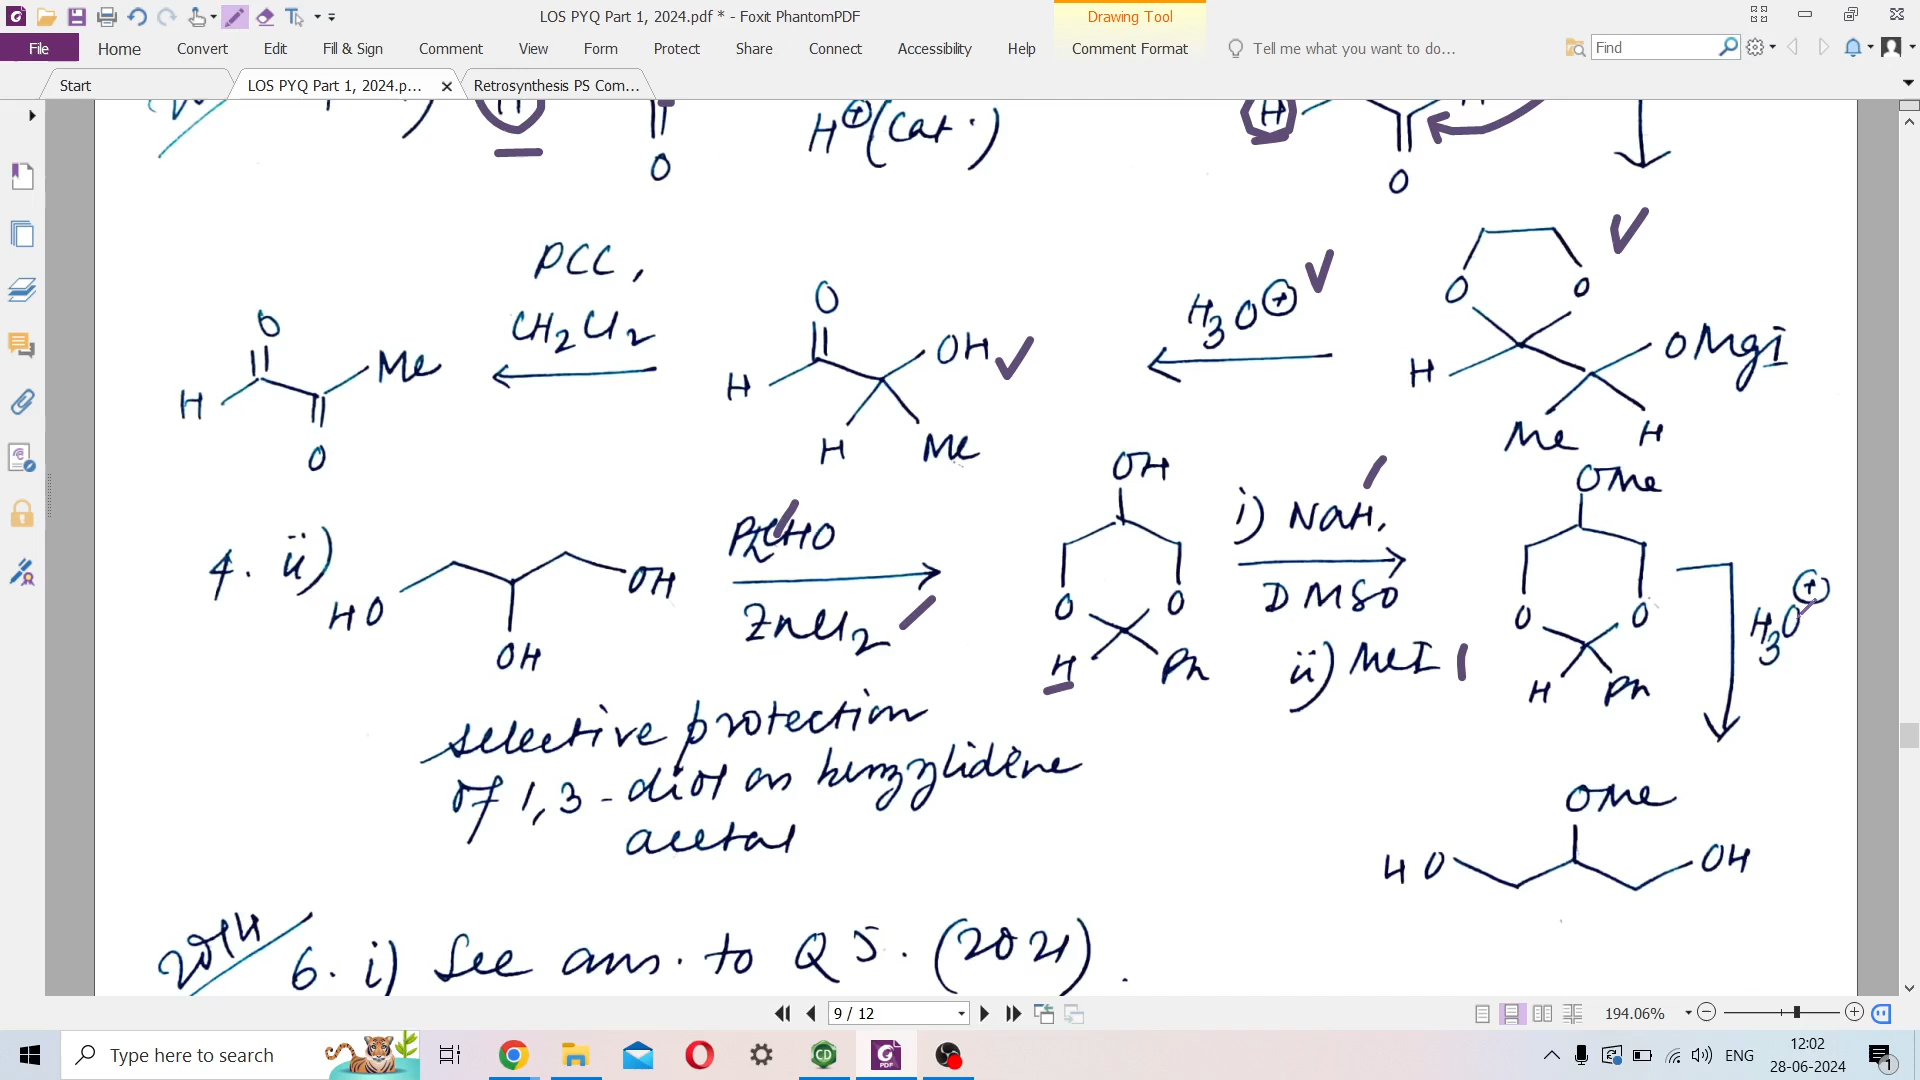 LOS PYQ Part 1, 2024.pdf * - Foxit PhantomPDF
Drawing Tool
File Home Convert Edit Fill & Sign Comment View Form Protect Share Connect Accessibility Help Comment Format
Tell me what you want to do...
Find
Start
LOS PYQ Part 1, 2024.p...
Retrosynthesis PS Com...
H
O
H⊕(Cat.)
H
O
PCC,
CH2Cl2
O
H
Me
O
O
OH
H
H
Me
H3O⊕
O
O
H
OMgI
Me
H
4. ii)
HO
OH
OH
PhCHO
ZnCl2
OH
O
O
H
Ph
i) NaH,
DMSO
ii) MeI
OMe
O
O
H
Ph
H3O⊕
selective protection
of 1,3-diol as benzylidene
acetal
OMe
HO
OH
2014
6. i) See ans. to Q 5. (2021).
9 / 12
194.06%
Type here to search
CD
PDF
ENG
12:02
28-06-2024
1